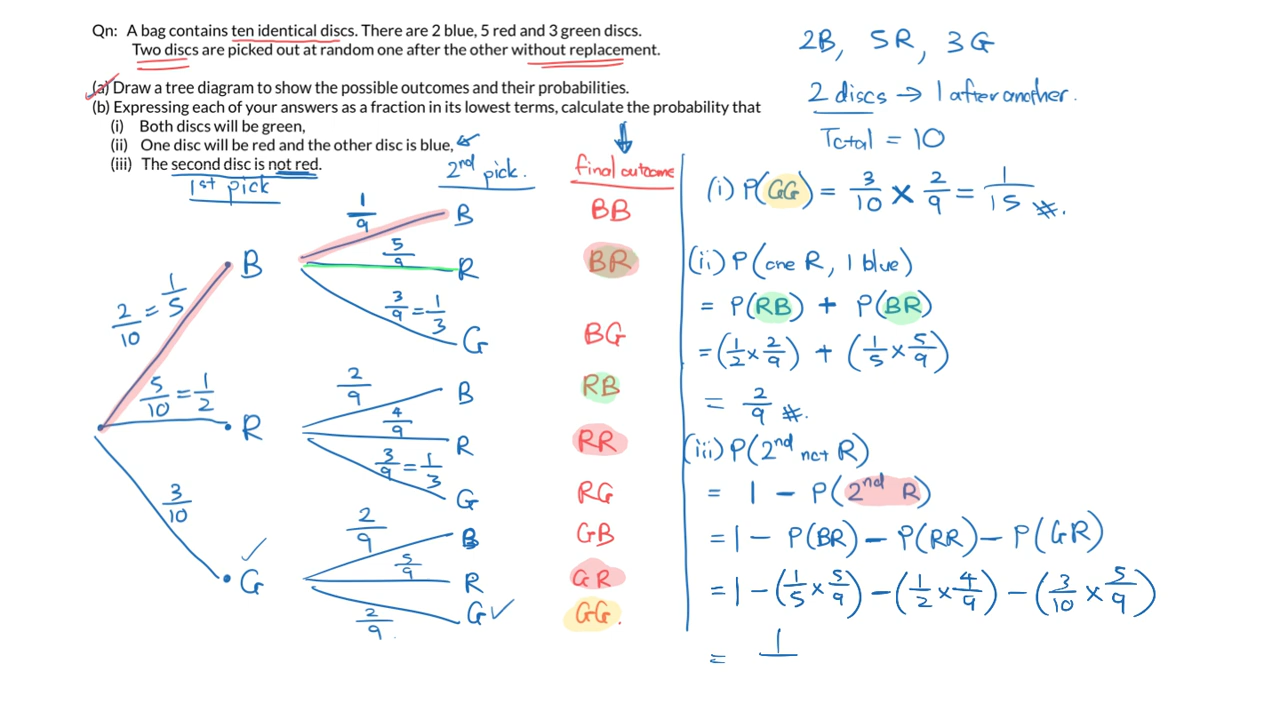 Qn: A bag contains ten identical discs. There are 2 blue, 5 red and 3 green discs.
Two discs are picked out at random one after the other without replacement.
(a) Draw a tree diagram to show the possible outcomes and their probabilities.
(b) Expressing each of your answers as a fraction in its lowest terms, calculate the probability that
(i) Both discs will be green,
(ii) One disc will be red and the other disc is blue,
(iii) The second disc is not red.
2B, 5R, 3G
2 discs → 1 after another.
Total = 10
1st pick
2nd pick.
final outcome
2/10 = 1/5
B
5/10 = 1/2
R
3/10
G
1/9 B BB
5/9 R BR
3/9 = 1/3 G BG
2/9 B RB
4/9 R RR
3/9 = 1/3 G RG
2/9 B GB
5/9 R GR
2/9 G ✓ GG.
(i) P(GG) = 3/10 × 2/9 = 1/15 #.
(ii) P(one R, 1 blue)
= P(RB) + P(BR)
= (1/2 × 2/9) + (1/5 × 5/9)
= 2/9 #.
(iii) P(2nd not R)
= 1 - P(2nd R)
= 1 - P(BR) - P(RR) - P(GR)
= 1 - (1/5 × 5/9) - (1/2 × 4/9) - (3/10 × 5/9)
= 1